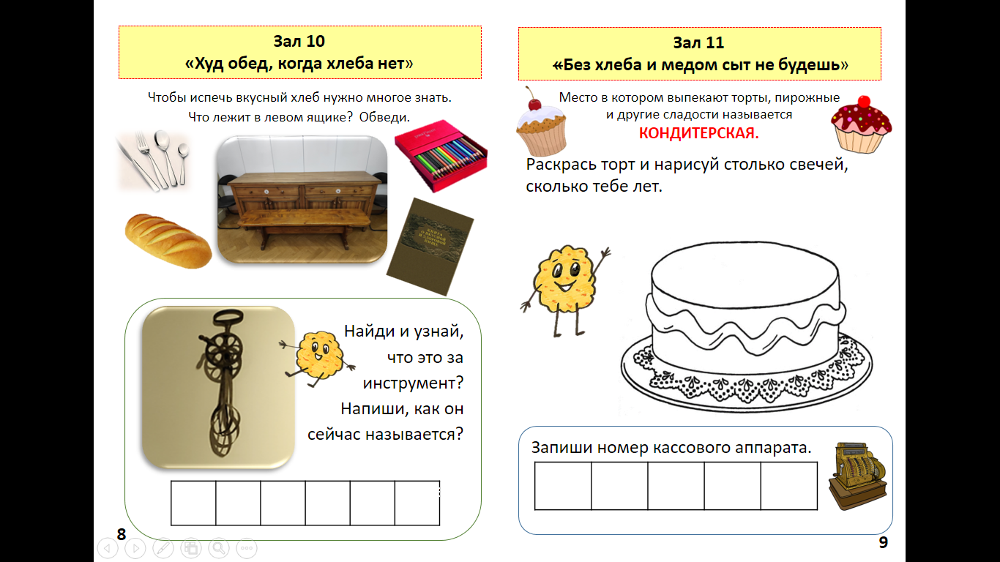 Зал 10
«Худ обед, когда хлеба нет»
Чтобы испечь вкусный хлеб нужно многое знать.
Что лежит в левом ящике? Обведи.
КНИГА
О ВКУСНОЙ
И ЗДОРОВОЙ
ПИЩЕ
Найди и узнай,
что это за
инструмент?
Напиши, как он
сейчас называется?
8
Зал 11
«Без хлеба и медом сыт не будешь»
Место в котором выпекают торты, пирожные
и другие сладости называется
КОНДИТЕРСКАЯ.
Раскрась торт и нарисуй столько свечей,
сколько тебе лет.
Запиши номер кассового аппарата.
9